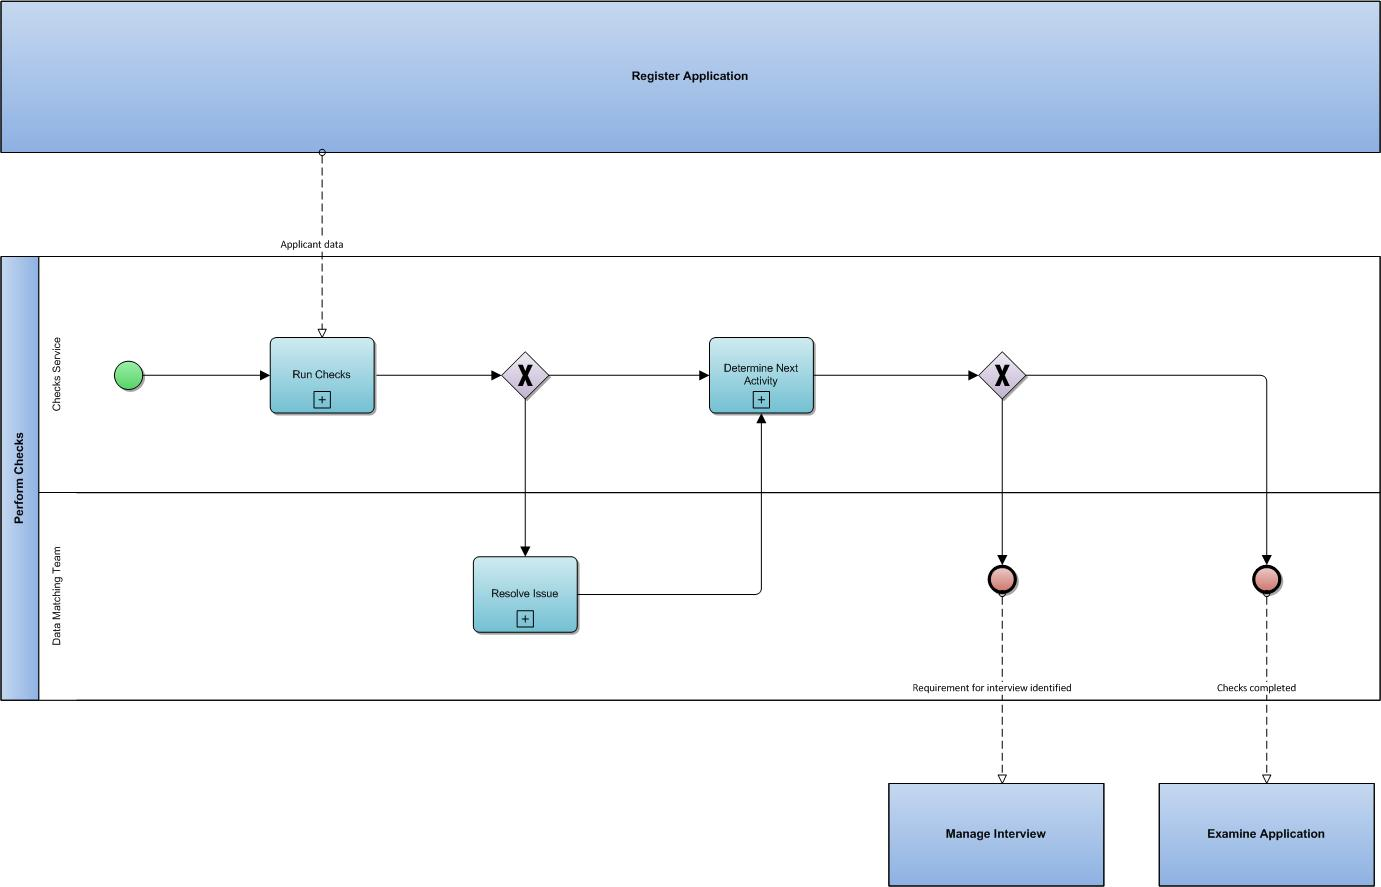 Register Application
Applicant data
Perform Checks
Checks Service
Run Checks
X
Determine Next
Activity
X
Data Matching Team
Resolve Issue
Requirement for interview identified
Checks completed
Manage Interview
Examine Application